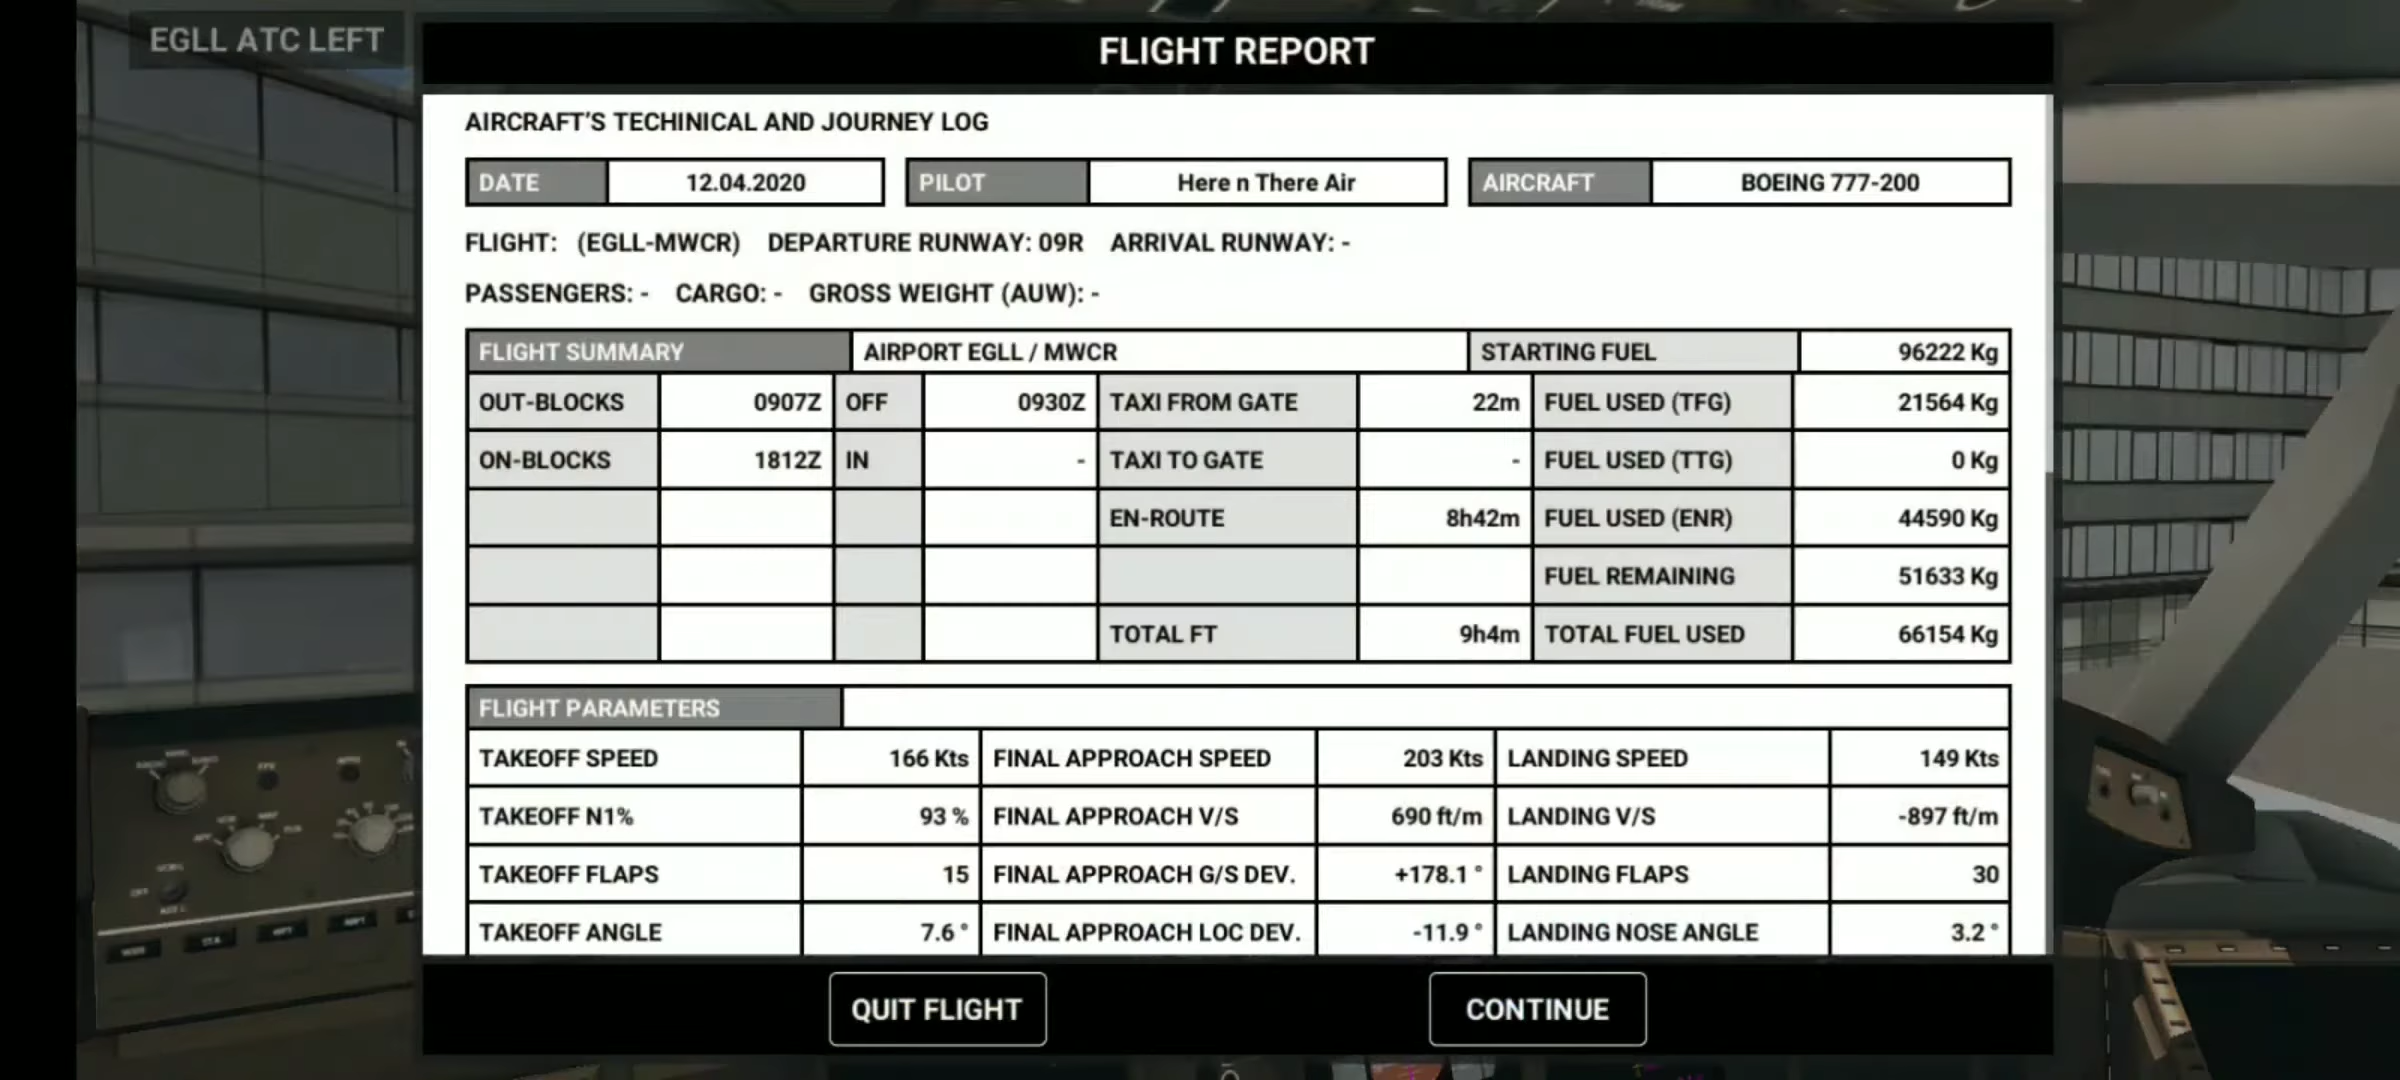 EGLL ATC LEFT
FLIGHT REPORT
AIRCRAFT'S TECHINICAL AND JOURNEY LOG
DATE 12.04.2020 PILOT Here n There Air AIRCRAFT BOEING 777-200
FLIGHT: (EGLL-MWCR) DEPARTURE RUNWAY: 09R ARRIVAL RUNWAY: -
PASSENGERS: - CARGO: - GROSS WEIGHT (AUW): -
FLIGHT SUMMARY AIRPORT EGLL / MWCR STARTING FUEL 96222 Kg
OUT-BLOCKS 0907Z OFF 0930Z TAXI FROM GATE 22m FUEL USED (TFG) 21564 Kg
ON-BLOCKS 1812Z IN - TAXI TO GATE - FUEL USED (TTG) 0 Kg
EN-ROUTE 8h42m FUEL USED (ENR) 44590 Kg
FUEL REMAINING 51633 Kg
TOTAL FT 9h4m TOTAL FUEL USED 66154 Kg
FLIGHT PARAMETERS
TAKEOFF SPEED 166 Kts FINAL APPROACH SPEED 203 Kts LANDING SPEED 149 Kts
TAKEOFF N1% 93 % FINAL APPROACH V/S 690 ft/m LANDING V/S -897 ft/m
TAKEOFF FLAPS 15 FINAL APPROACH G/S DEV. +178.1 ° LANDING FLAPS 30
TAKEOFF ANGLE 7.6 ° FINAL APPROACH LOC DEV. -11.9 ° LANDING NOSE ANGLE 3.2 °
QUIT FLIGHT CONTINUE